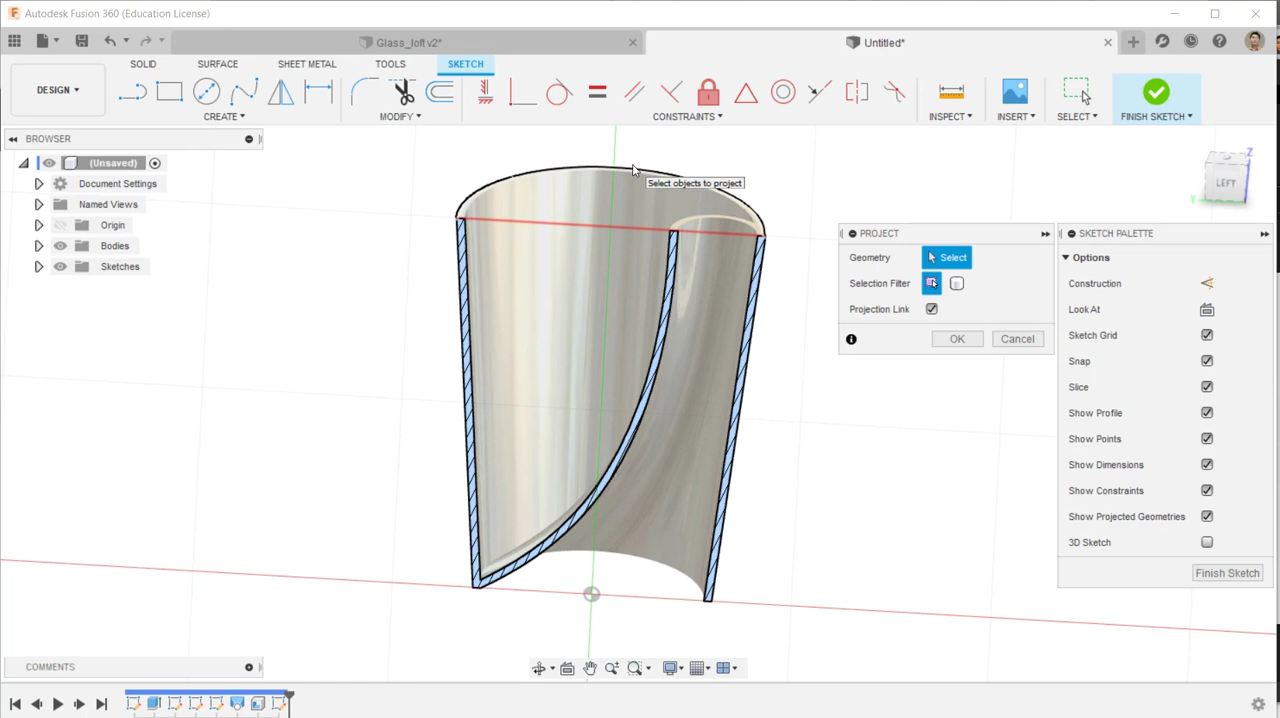 Autodesk Fusion 360 (Education License)
Glass_loft v2*
Untitled*
DESIGN
SOLID
SURFACE
SHEET METAL
TOOLS
SKETCH
CREATE
MODIFY
CONSTRAINTS
INSPECT
INSERT
SELECT
FINISH SKETCH
BROWSER
(Unsaved)
Document Settings
Named Views
Origin
Bodies
Sketches
Select objects to project
LEFT
Z
Y
PROJECT
Geometry
Select
Selection Filter
Projection Link
OK
Cancel
SKETCH PALETTE
Options
Construction
Look At
Sketch Grid
Snap
Slice
Show Profile
Show Points
Show Dimensions
Show Constraints
Show Projected Geometries
3D Sketch
Finish Sketch
COMMENTS